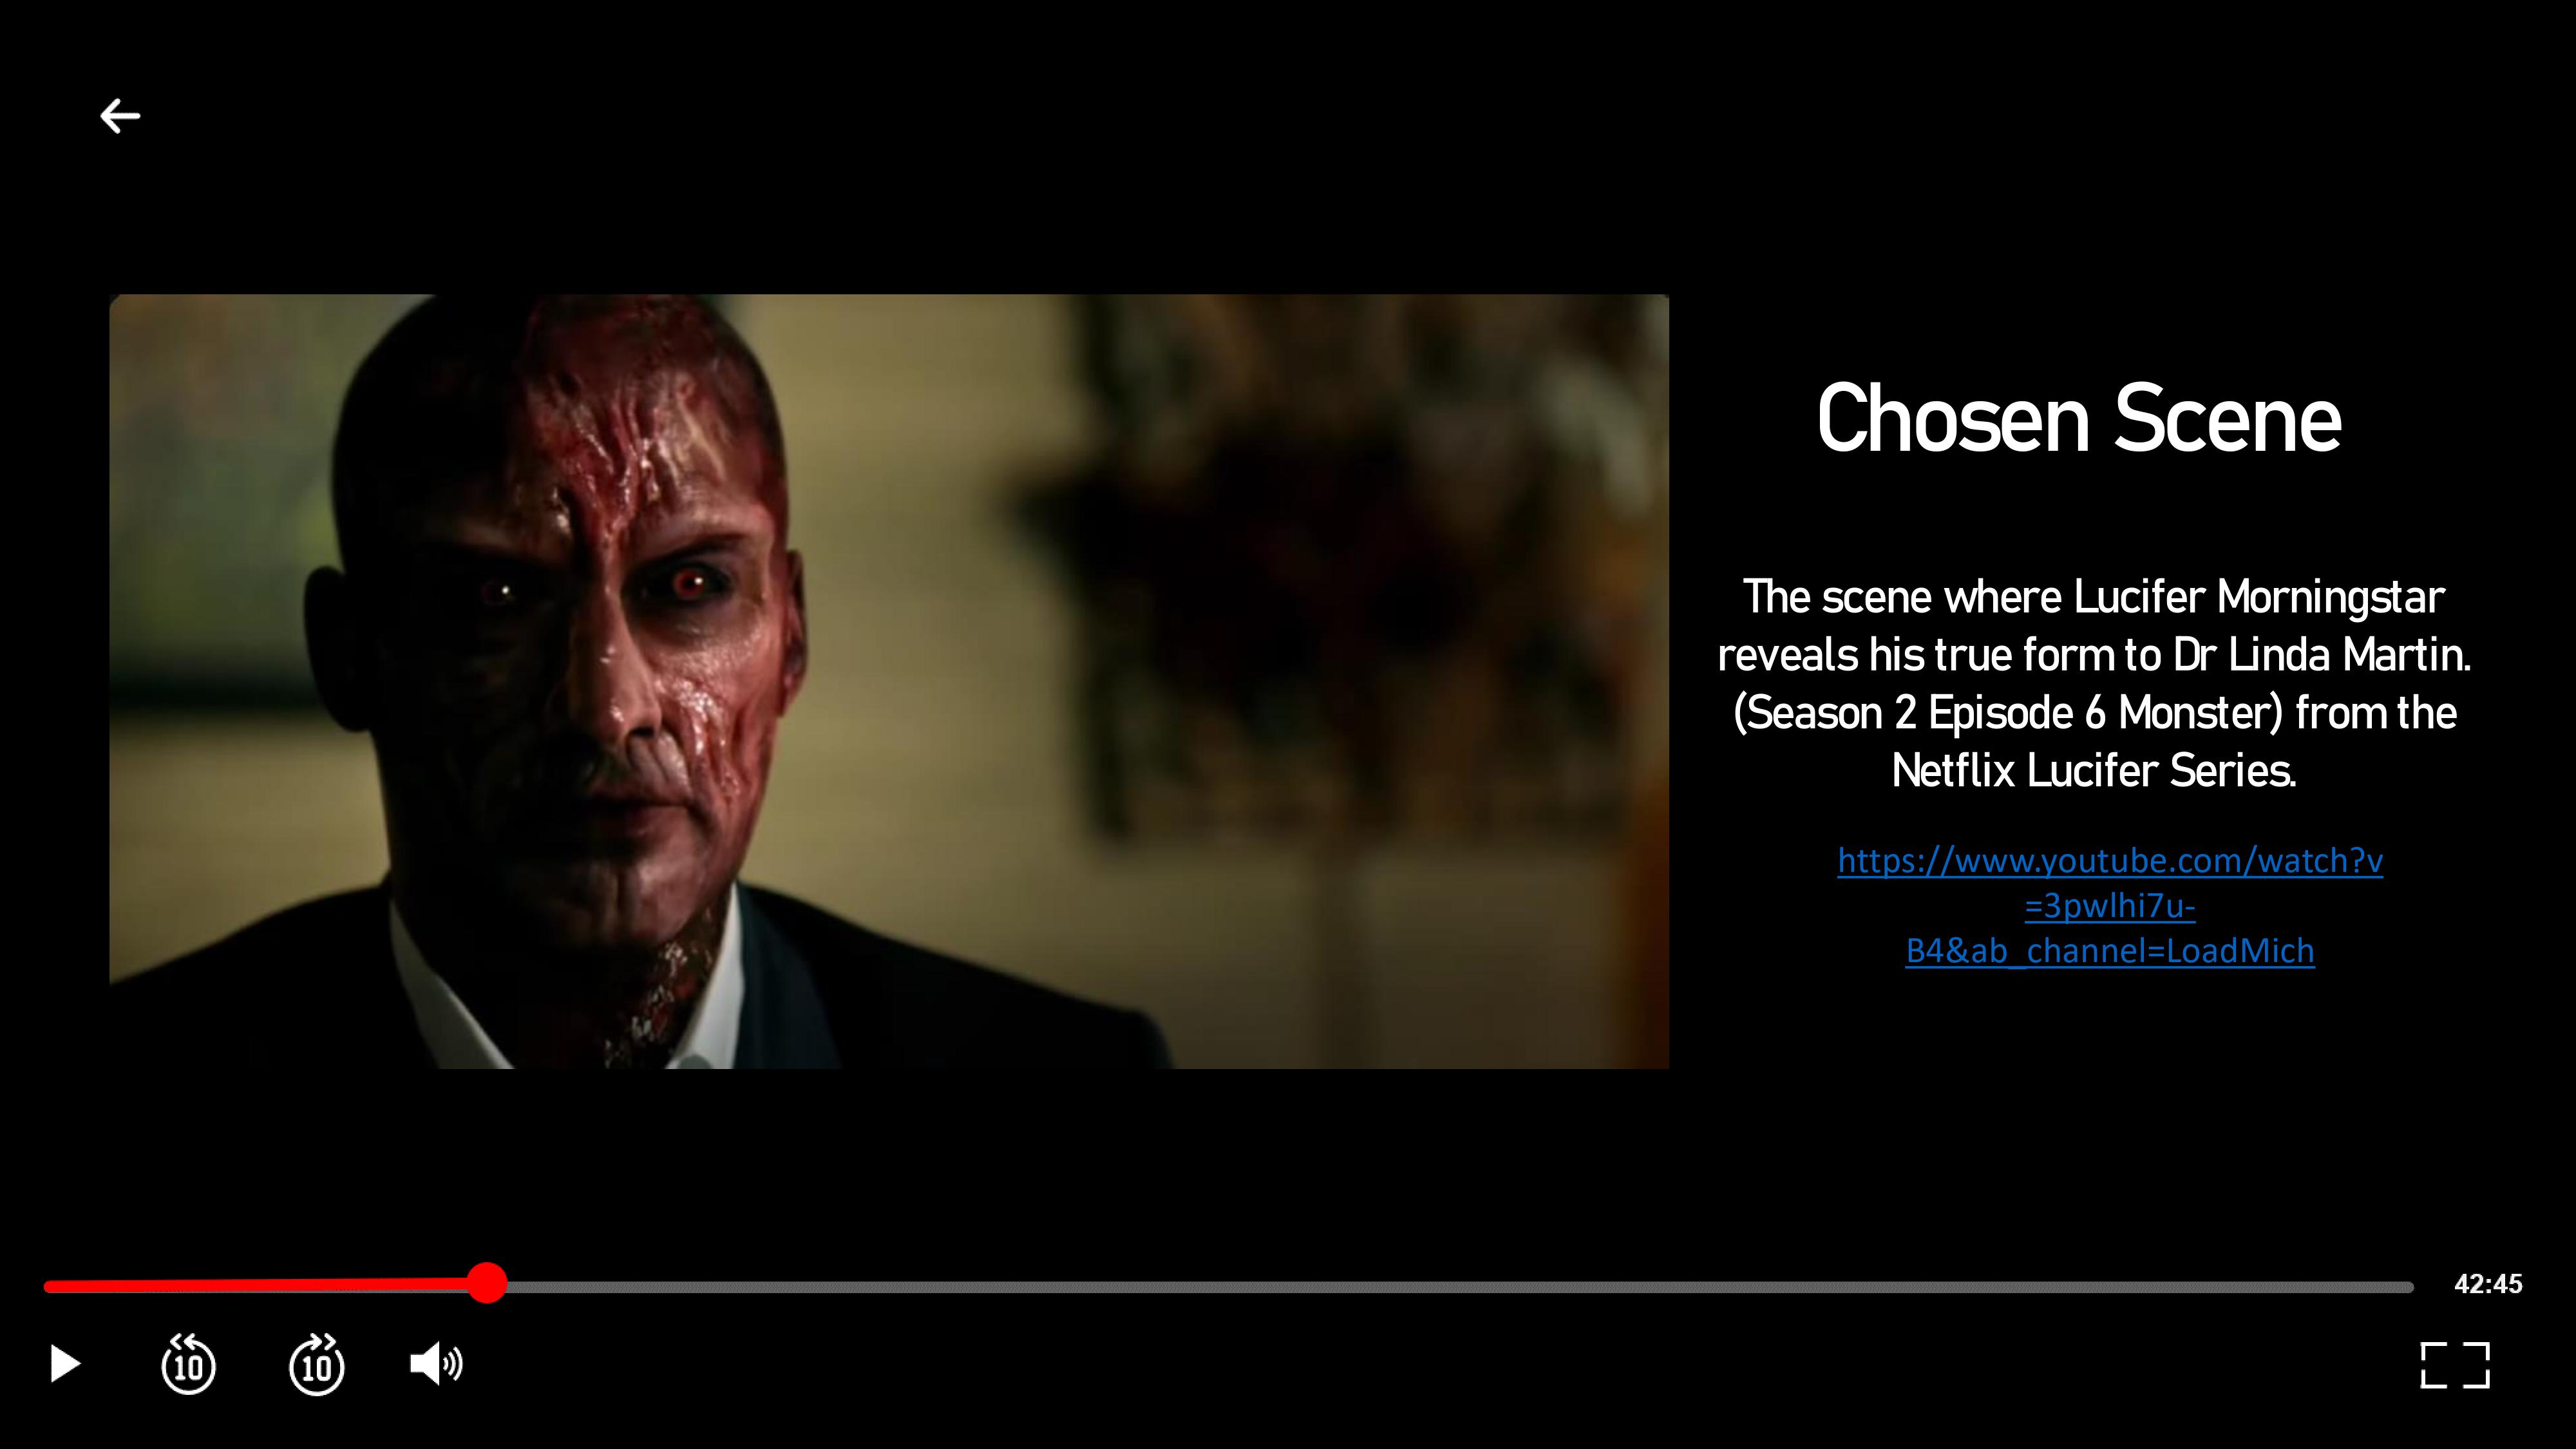 Chosen Scene
The scene where Lucifer Morningstar
reveals his true form to Dr Linda Martin.
(Season 2 Episode 6 Monster) from the
Netflix Lucifer Series.
https://www.youtube.com/watch?v
=3pwlhi7u-
B4&ab_channel=LoadMich
42:45
10
10